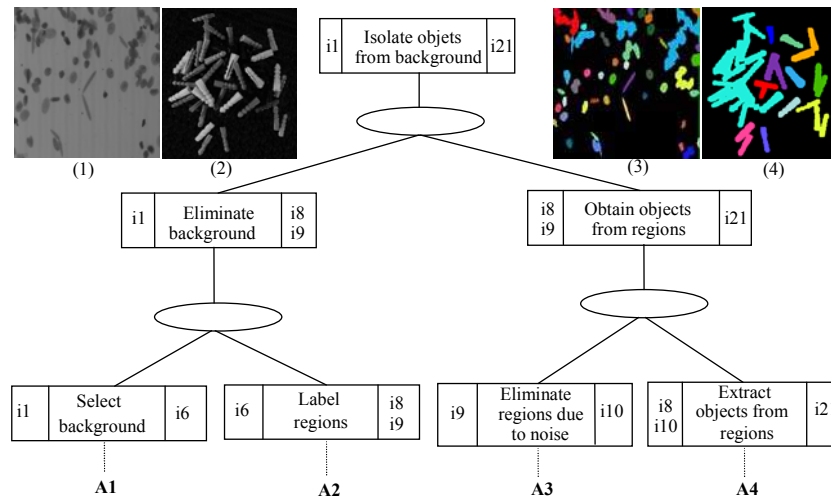 i1
Isolate objets
from background
i21
(1)
(2)
(3)
(4)
i1
Eliminate
background
i8
i9
i8
i9
Obtain objects
from regions
i21
i1
Select
background
i6
i6
Label
regions
i8
i9
i9
Eliminate
regions due
to noise
i10
i8
i10
Extract
objects from
regions
i2
A1
A2
A3
A4